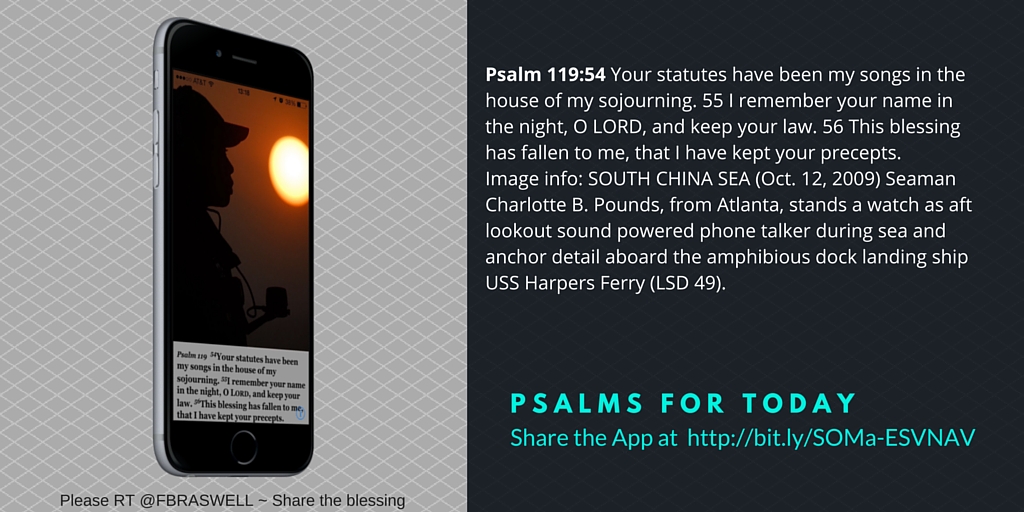 AT&T
12:18
36%
Psalm 119 54Your statutes have been
my songs in the house of my
sojourning. 55I remember your name
in the night, O LORD, and keep your
law. 56This blessing has fallen to me,
that I have kept your precepts.
Please RT @FBRASWELL ~ Share the blessing
Psalm 119:54 Your statutes have been my songs in the
house of my sojourning. 55 I remember your name in
the night, O LORD, and keep your law. 56 This blessing
has fallen to me, that I have kept your precepts.
Image info: SOUTH CHINA SEA (Oct. 12, 2009) Seaman
Charlotte B. Pounds, from Atlanta, stands a watch as aft
lookout sound powered phone talker during sea and
anchor detail aboard the amphibious dock landing ship
USS Harpers Ferry (LSD 49).
PSALMS FOR TODAY
Share the App at http://bit.ly/SOMa-ESVNAV